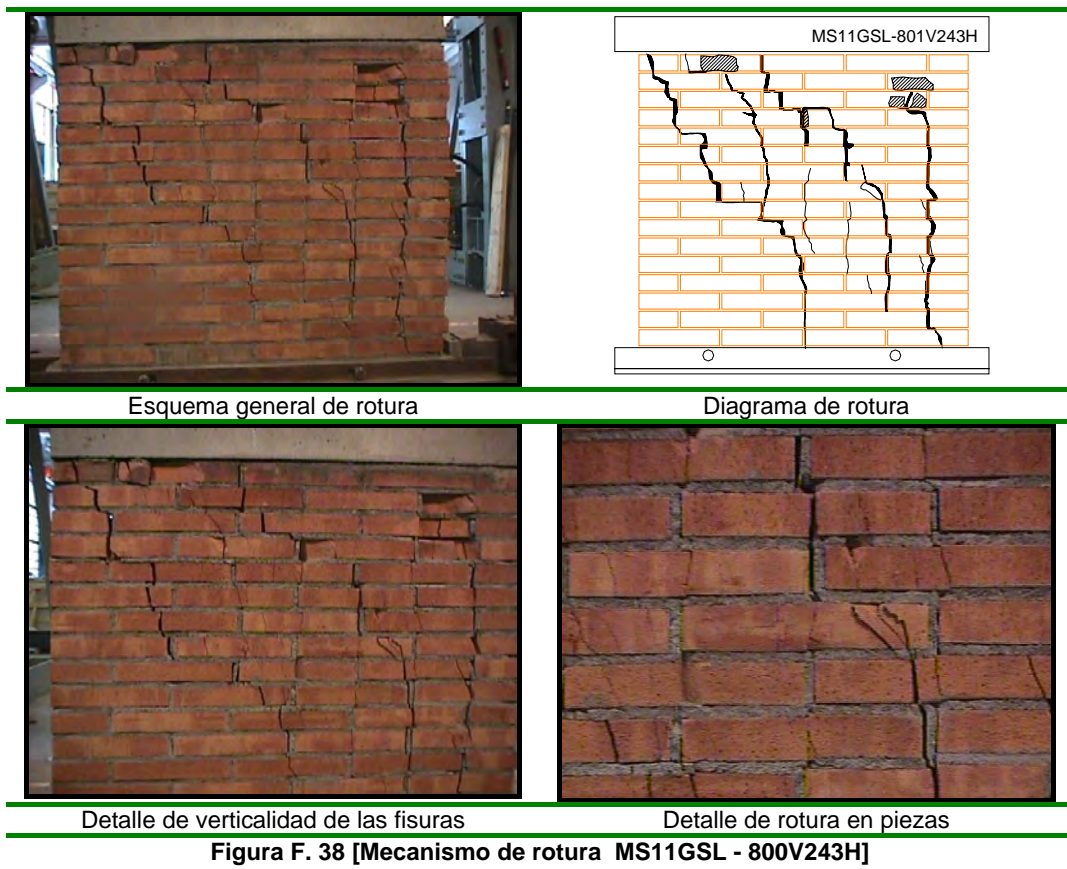 MS11GSL-801V243H
Esquema general de rotura
Diagrama de rotura
Detalle de verticalidad de las fisuras
Detalle de rotura en piezas
Figura F. 38 [Mecanismo de rotura MS11GSL - 800V243H]